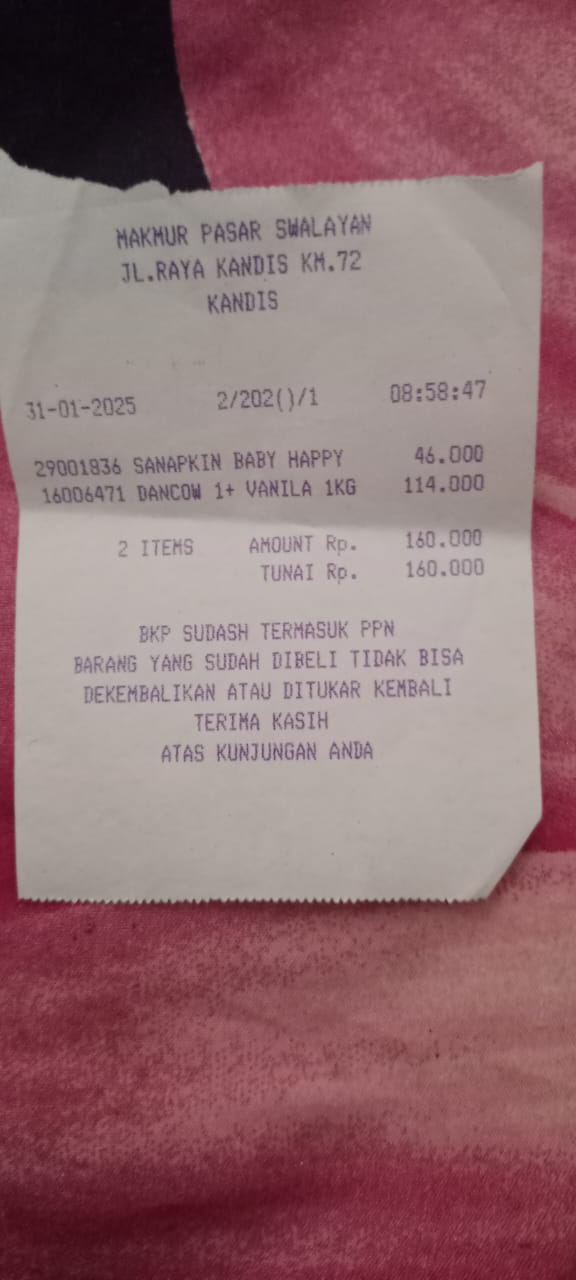 MAKMUR PASAR SWALAYAN
JL.RAYA KANDIS KM.72
KANDIS
31-01-2025 2/202()/1 08:58:47
29001836 SANAPKIN BABY HAPPY 46.000
16006471 DANCOW 1+ VANILA 1KG 114.000
2 ITEMS AMOUNT Rp. 160.000
TUNAI Rp. 160.000
BKP SUDASH TERMASUK PPN
BARANG YANG SUDAH DIBELI TIDAK BISA
DEKEMBALIKAN ATAU DITUKAR KEMBALI
TERIMA KASIH
ATAS KUNJUNGAN ANDA